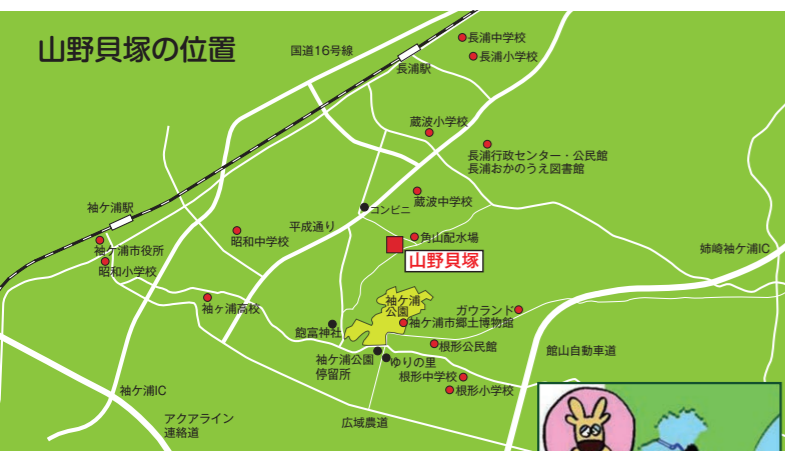 山野貝塚の位置
国道16号線
長浦駅
長浦中学校
長浦小学校
蔵波小学校
長浦行政センター・公民館
長浦おかのうえ図書館
蔵波中学校
コンビニ
袖ケ浦駅
平成通り
昭和中学校
角山配水場
山野貝塚
袖ケ浦市役所
昭和小学校
姉崎袖ケ浦IC
袖ヶ浦高校
袖ケ浦
公園
ガウランド
袖ケ浦市郷土博物館
飽富神社
根形公民館
館山自動車道
袖ケ浦公園
停留所
ゆりの里
根形中学校
根形小学校
袖ケ浦IC
アクアライン
連絡道
広域農道